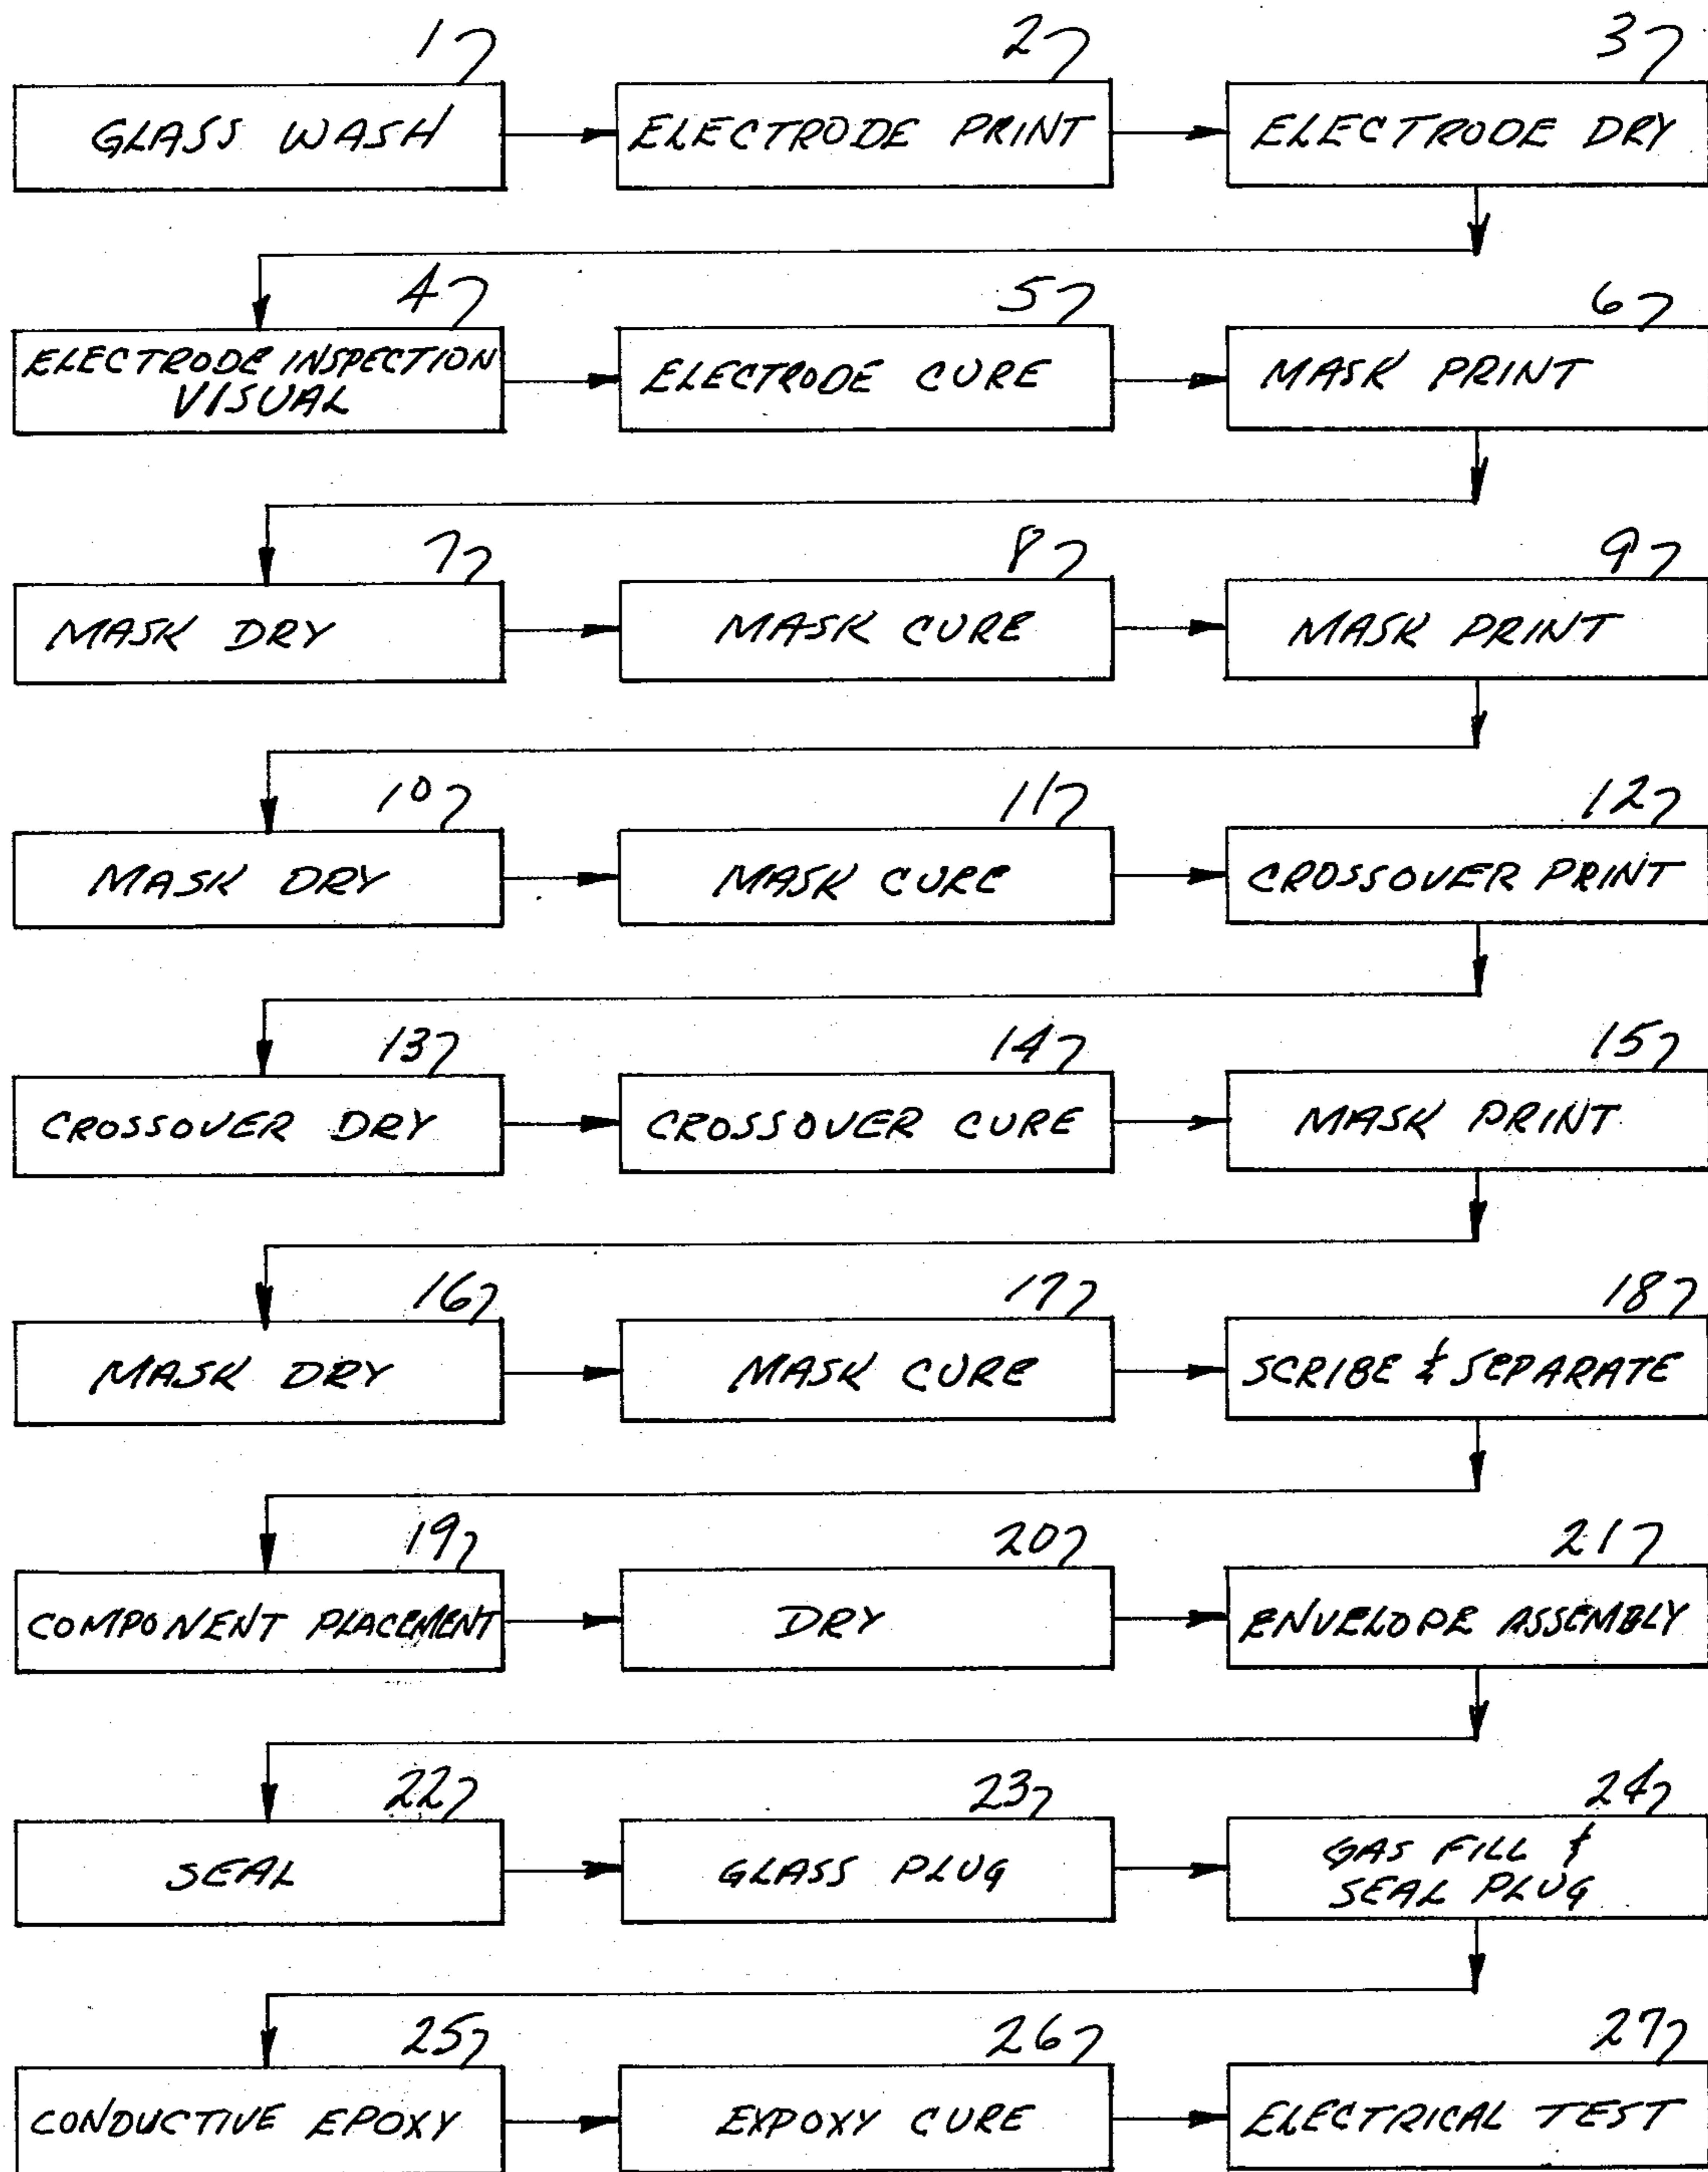 1
2
3
GLASS WASH
ELECTRODE PRINT
ELECTRODE DRY
4
5
6
ELECTRODE INSPECTION
VISUAL
ELECTRODE CURE
MASK PRINT
7
8
9
MASK DRY
MASK CURE
MASK PRINT
10
11
12
MASK DRY
MASK CURE
CROSSOVER PRINT
13
14
15
CROSSOVER DRY
CROSSOVER CURE
MASK PRINT
16
17
18
MASK DRY
MASK CURE
SCRIBE & SEPARATE
19
20
21
COMPONENT PLACEMENT
DRY
ENVELOPE ASSEMBLY
22
23
24
SEAL
GLASS PLUG
GAS FILL &
SEAL PLUG
25
26
27
CONDUCTIVE EPOXY
EXPOXY CURE
ELECTRICAL TEST